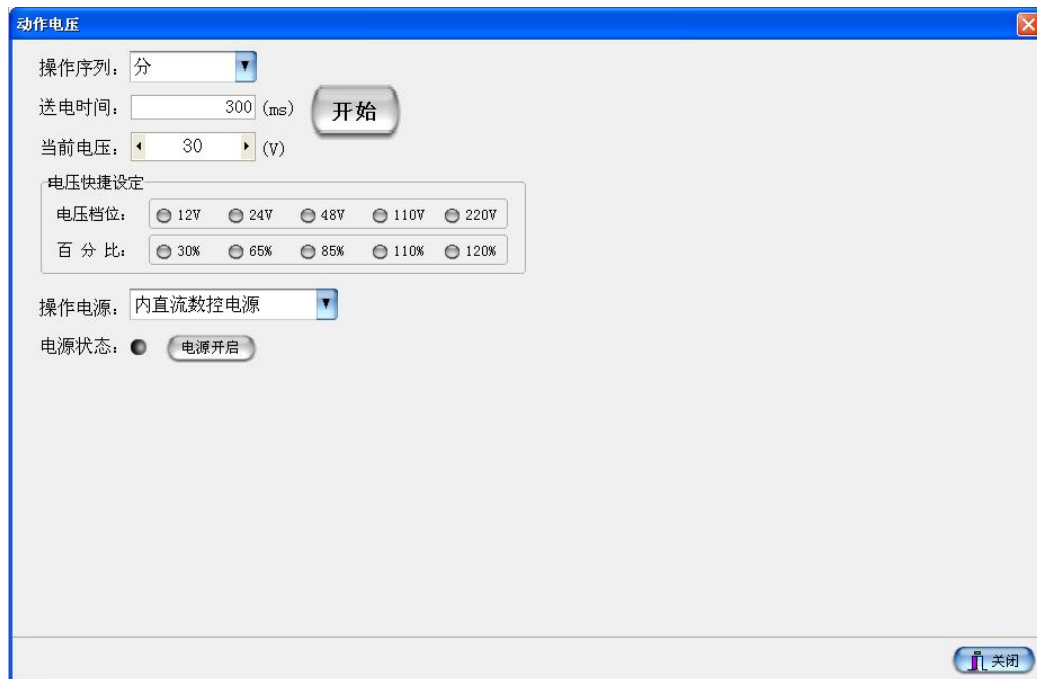 动作电压
操作序列: 分
送电时间: 300 (ms)
开始
当前电压: 30 (V)
电压快捷设定
电压档位: 12V 24V 48V 110V 220V
百 分 比: 30% 65% 85% 110% 120%
操作电源: 内直流数控电源
电源状态: 电源开启
关闭